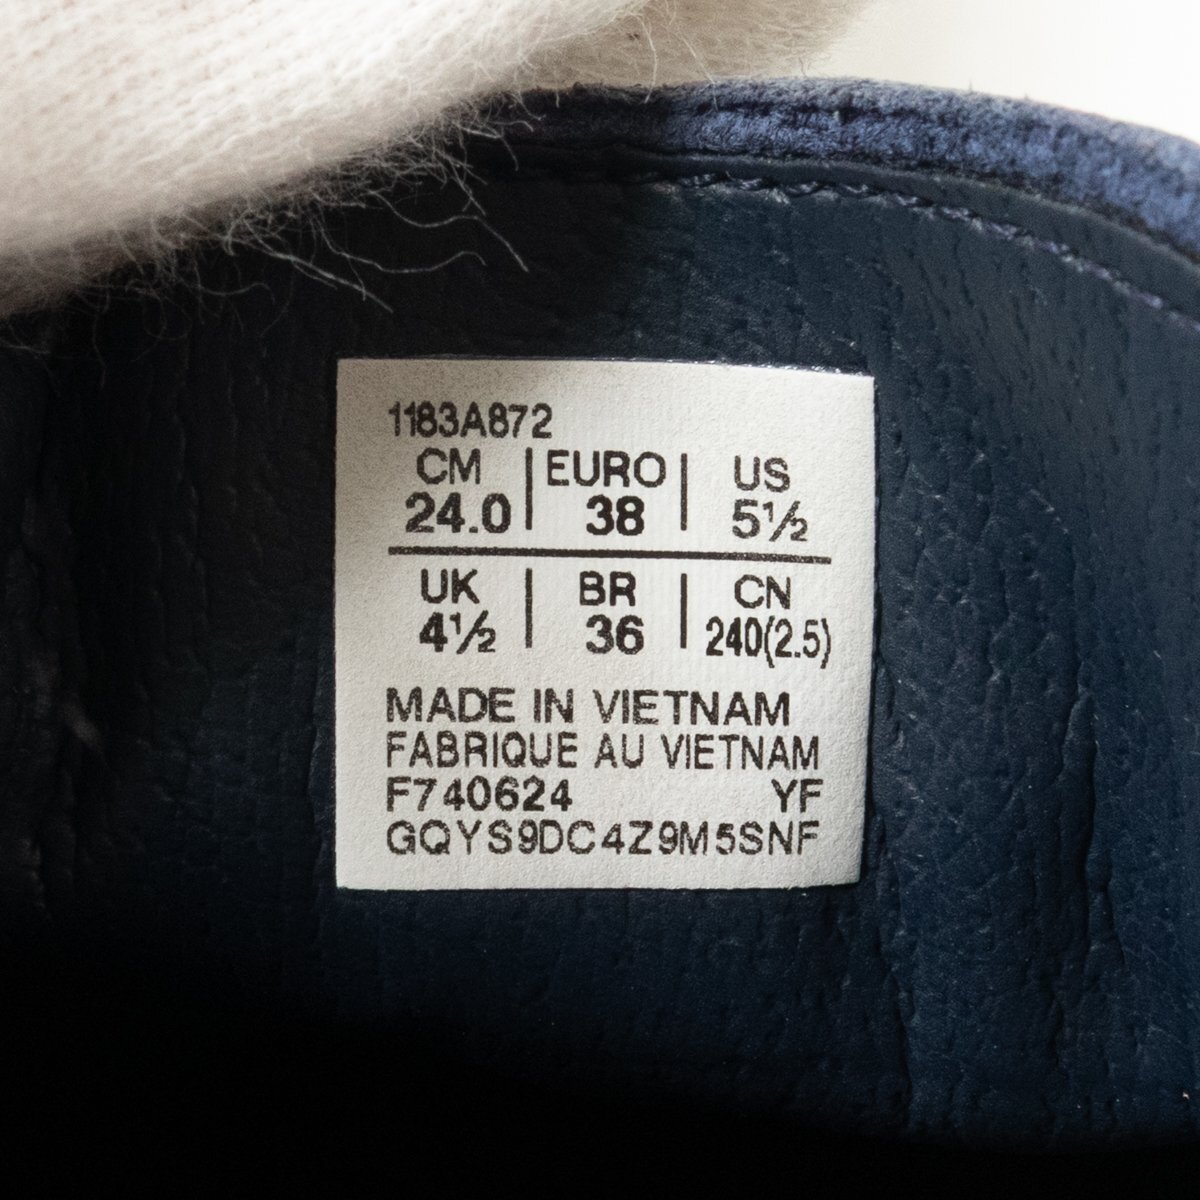 1183A872
CM | EURO | US
24.0 | 38 | 5½
UK | BR | CN
4½ | 36 | 240(2.5)
MADE IN VIETNAM
FABRIQUE AU VIETNAM
F740624 YF
GQYS9DC4Z9M5SNF